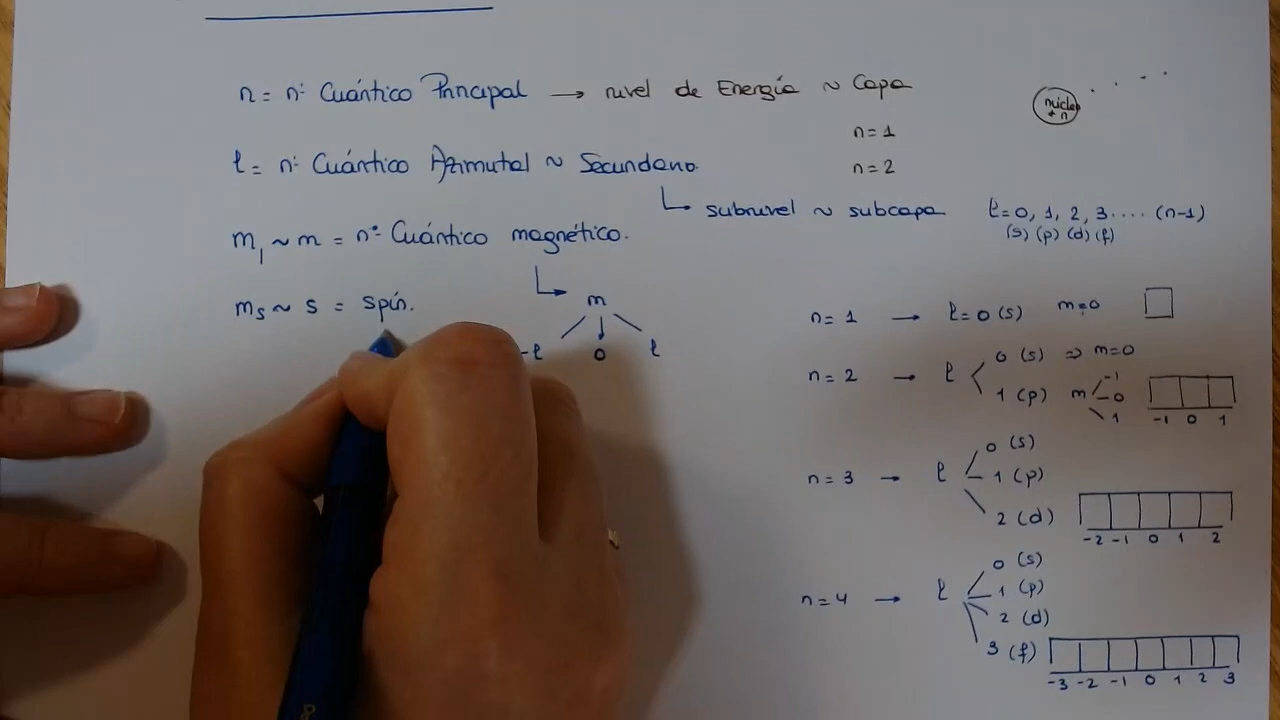 n = nº Cuántico Principal → nivel de Energía ~ Capa
núcleo
+ n
n = 1
n = 2
l = nº Cuántico Azimutal ~ Secundario.
subnivel ~ subcapa l = 0, 1, 2, 3 .... (n-1)
(s) (p) (d) (f)
ml ~ m = nº Cuántico magnético.
m
-l 0 l
ms ~ s = spín.
n = 1 → l = 0 (s) m = 0
n = 2 → l
0 (s) ⇒ m = 0
1 (p) m
-1
0
1
-1 0 1
n = 3 → l
0 (s)
1 (p)
2 (d)
-2 -1 0 1 2
n = 4 → l
0 (s)
1 (p)
2 (d)
3 (f)
-3 -2 -1 0 1 2 3